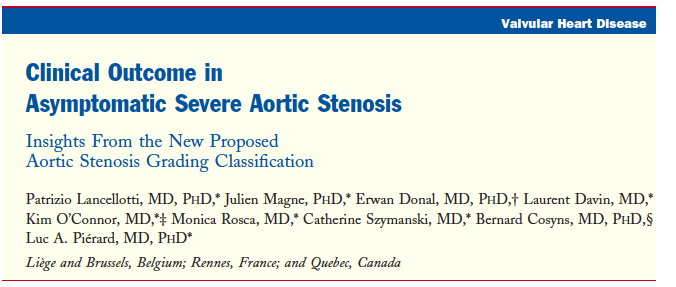 Valvular Heart Disease
Clinical Outcome in
Asymptomatic Severe Aortic Stenosis
Insights From the New Proposed
Aortic Stenosis Grading Classification
Patrizio Lancellotti, MD, PHD,* Julien Magne, PHD,* Erwan Donal, MD, PHD,† Laurent Davin, MD,*
Kim O'Connor, MD,*‡ Monica Rosca, MD,* Catherine Szymanski, MD,* Bernard Cosyns, MD, PHD,§
Luc A. Piérard, MD, PHD*
Liège and Brussels, Belgium; Rennes, France; and Quebec, Canada